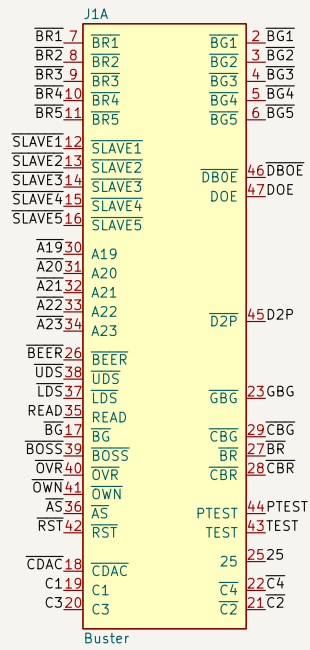 J1A
BR1 7 BR1 BG1 2 BG1
BR2 8 BR2 BG2 3 BG2
BR3 9 BR3 BG3 4 BG3
BR4 10 BR4 BG4 5 BG4
BR5 11 BR5 BG5 6 BG5
SLAVE1 12 SLAVE1
SLAVE2 13 SLAVE2
SLAVE3 14 SLAVE3 DBOE 46 DBOE
SLAVE4 15 SLAVE4 DOE 47 DOE
SLAVE5 16 SLAVE5
A19 30 A19
A20 31 A20
A21 32 A21
A22 33 A22 D2P 45 D2P
A23 34 A23
BEER 26 BEER
UDS 38 UDS
LDS 37 LDS GBG 23 GBG
READ 35 READ
BG 17 BG CBG 29 CBG
BOSS 39 BOSS BR 27 BR
OVR 40 OVR CBR 28 CBR
OWN 41 OWN
AS 36 AS PTEST 44 PTEST
RST 42 RST TEST 43 TEST
25 25 25
CDAC 18 CDAC
C1 19 C1 C4 22 C4
C3 20 C3 C2 21 C2
Buster